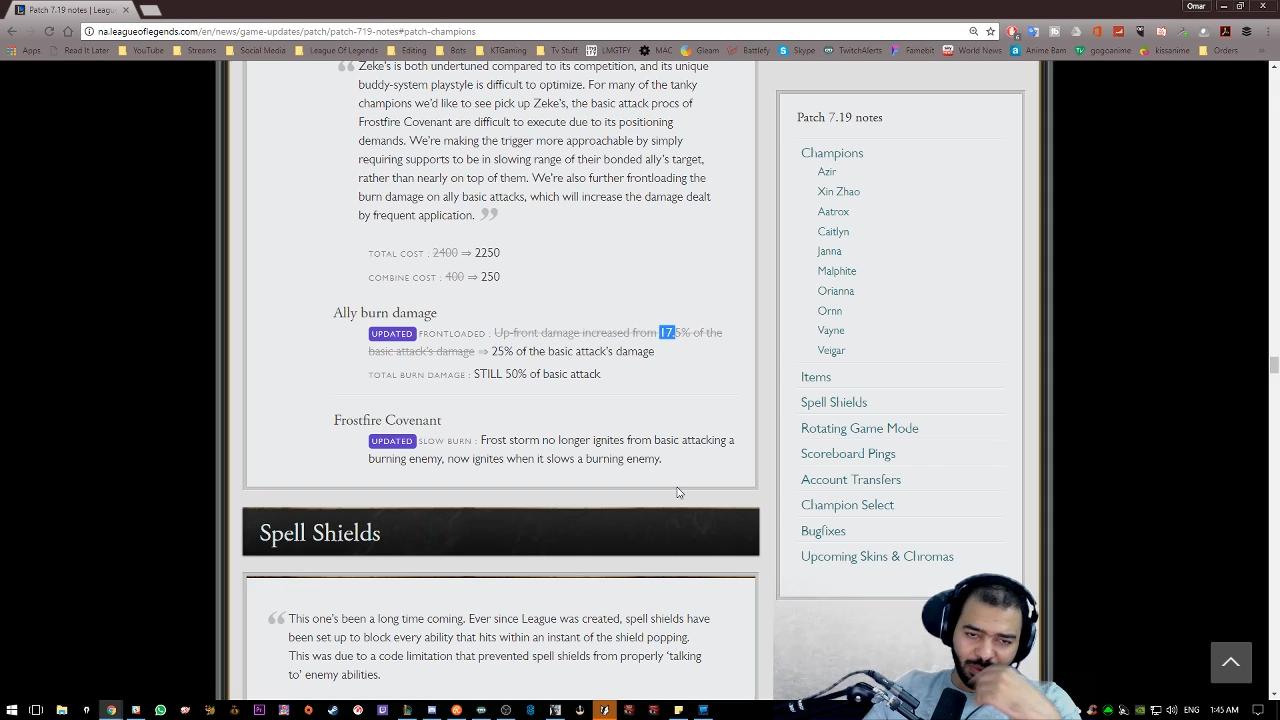 Patch 7.19 notes | Leagu
Omar
na.leagueoflegends.com/en/news/game-updates/patch/patch-719-notes#patch-champions
Apps Read It Later YouTube Streams Social Media League Of Legends Editing Bots KTGaming Tv Stuff LMGTFY MAC Gleam Battlefy Skype TwitchAlerts Famebit World News Anime Bam gogoanime kissanime Orders
Zeke's is both undertuned compared to its competition, and its unique
buddy-system playstyle is difficult to optimize. For many of the tanky
champions we'd like to see pick up Zeke's, the basic attack procs of
Frostfire Covenant are difficult to execute due to its positioning
demands. We're making the trigger more approachable by simply
requiring supports to be in slowing range of their bonded ally's target,
rather than nearly on top of them. We're also further frontloading the
burn damage on ally basic attacks, which will increase the damage dealt
by frequent application.
TOTAL COST : 2400 ⇒ 2250
COMBINE COST : 400 ⇒ 250
Ally burn damage
UPDATED FRONTLOADED : Up-front damage increased from 17.5% of the
basic attack's damage ⇒ 25% of the basic attack's damage
TOTAL BURN DAMAGE : STILL 50% of basic attack
Frostfire Covenant
UPDATED SLOW BURN : Frost storm no longer ignites from basic attacking a
burning enemy, now ignites when it slows a burning enemy.
Spell Shields
This one's been a long time coming. Ever since League was created, spell shields have
been set up to block every ability that hits within an instant of the shield popping.
This was due to a code limitation that prevented spell shields from properly 'talking
to' enemy abilities.
Patch 7.19 notes
Champions
Azir
Xin Zhao
Aatrox
Caitlyn
Janna
Malphite
Orianna
Ornn
Vayne
Veigar
Items
Spell Shields
Rotating Game Mode
Scoreboard Pings
Account Transfers
Champion Select
Bugfixes
Upcoming Skins & Chromas
ENG 1:45 AM